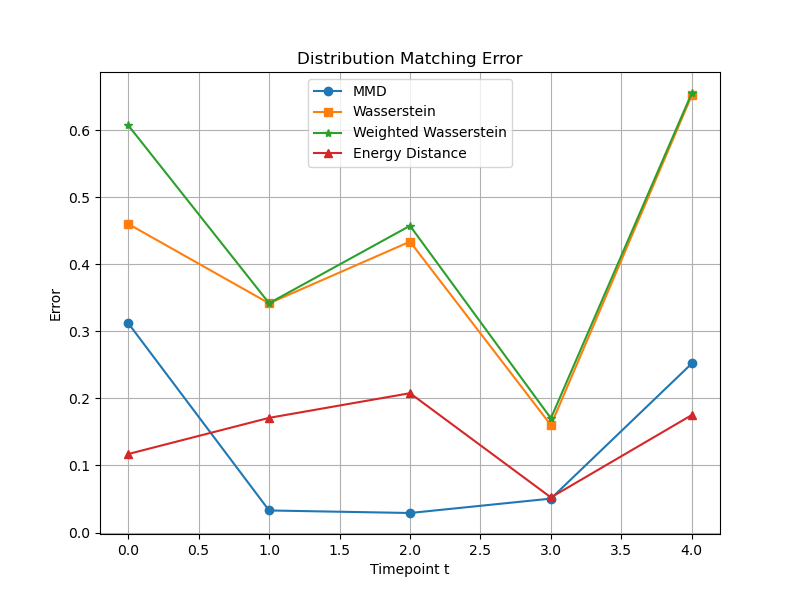 Distribution Matching Error
MMD
Wasserstein
Weighted Wasserstein
Energy Distance
Error
0.6
0.5
0.4
0.3
0.2
0.1
0.0
0.0 0.5 1.0 1.5 2.0 2.5 3.0 3.5 4.0
Timepoint t